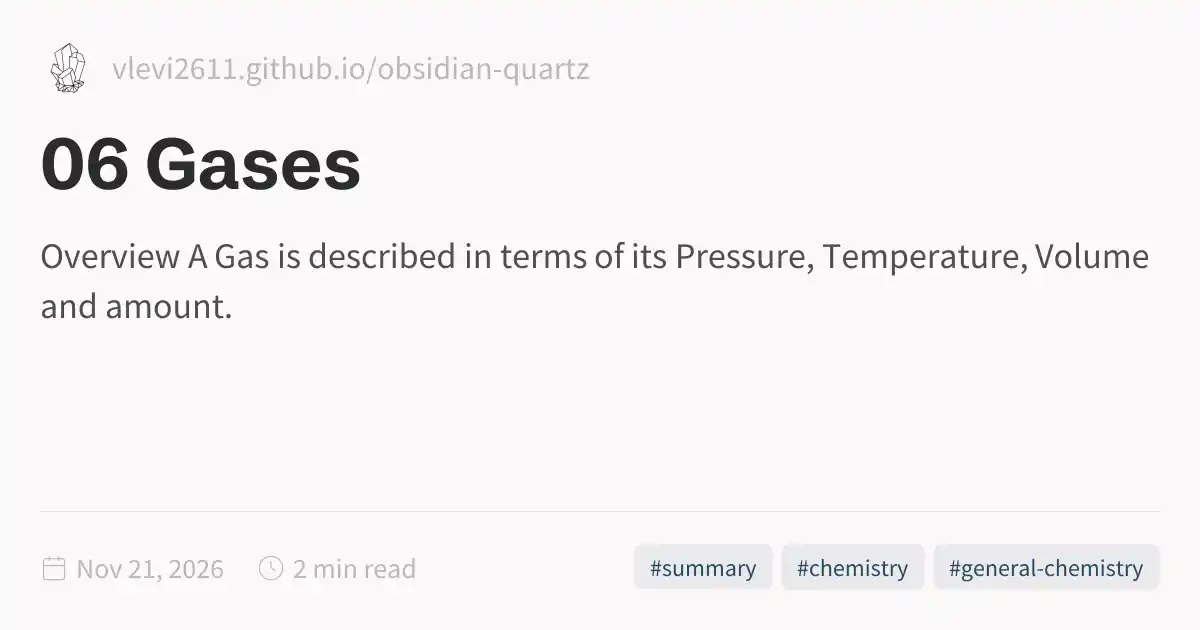 vlevi2611.github.io/obsidian-quartz
06 Gases
Overview A Gas is described in terms of its Pressure, Temperature, Volume
and amount.
Nov 21, 2026 2 min read #summary #chemistry #general-chemistry